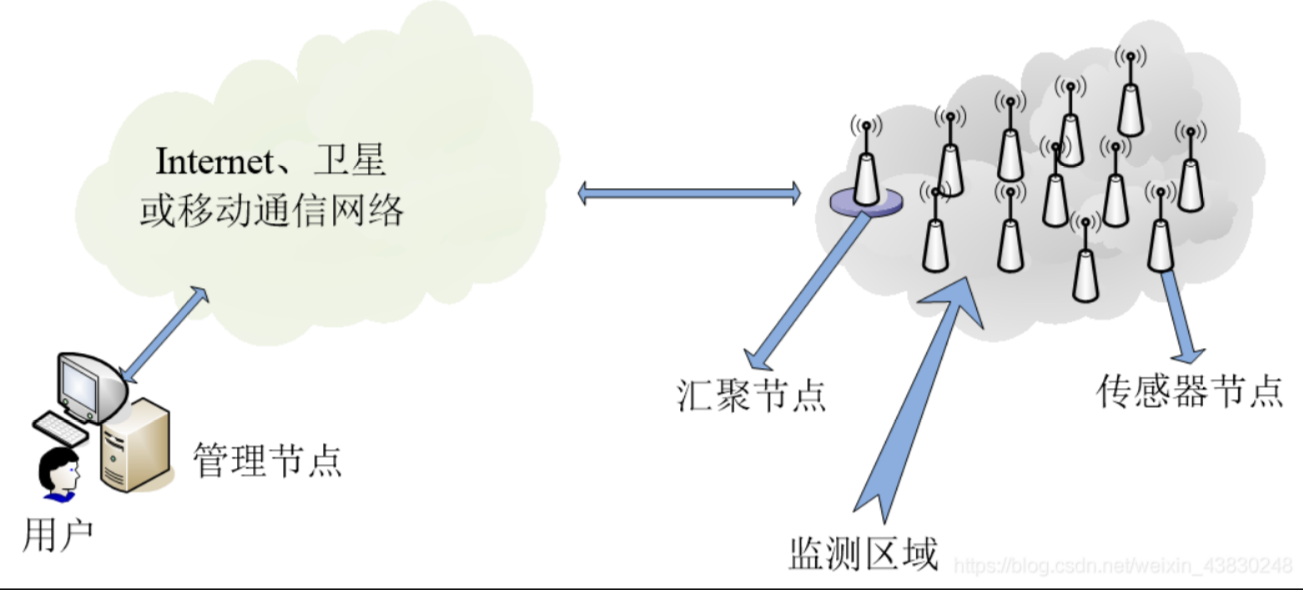 Internet、卫星
或移动通信网络
汇聚节点
传感器节点
管理节点
用户
监测区域
https://blog.csdn.net/weixin_43830248